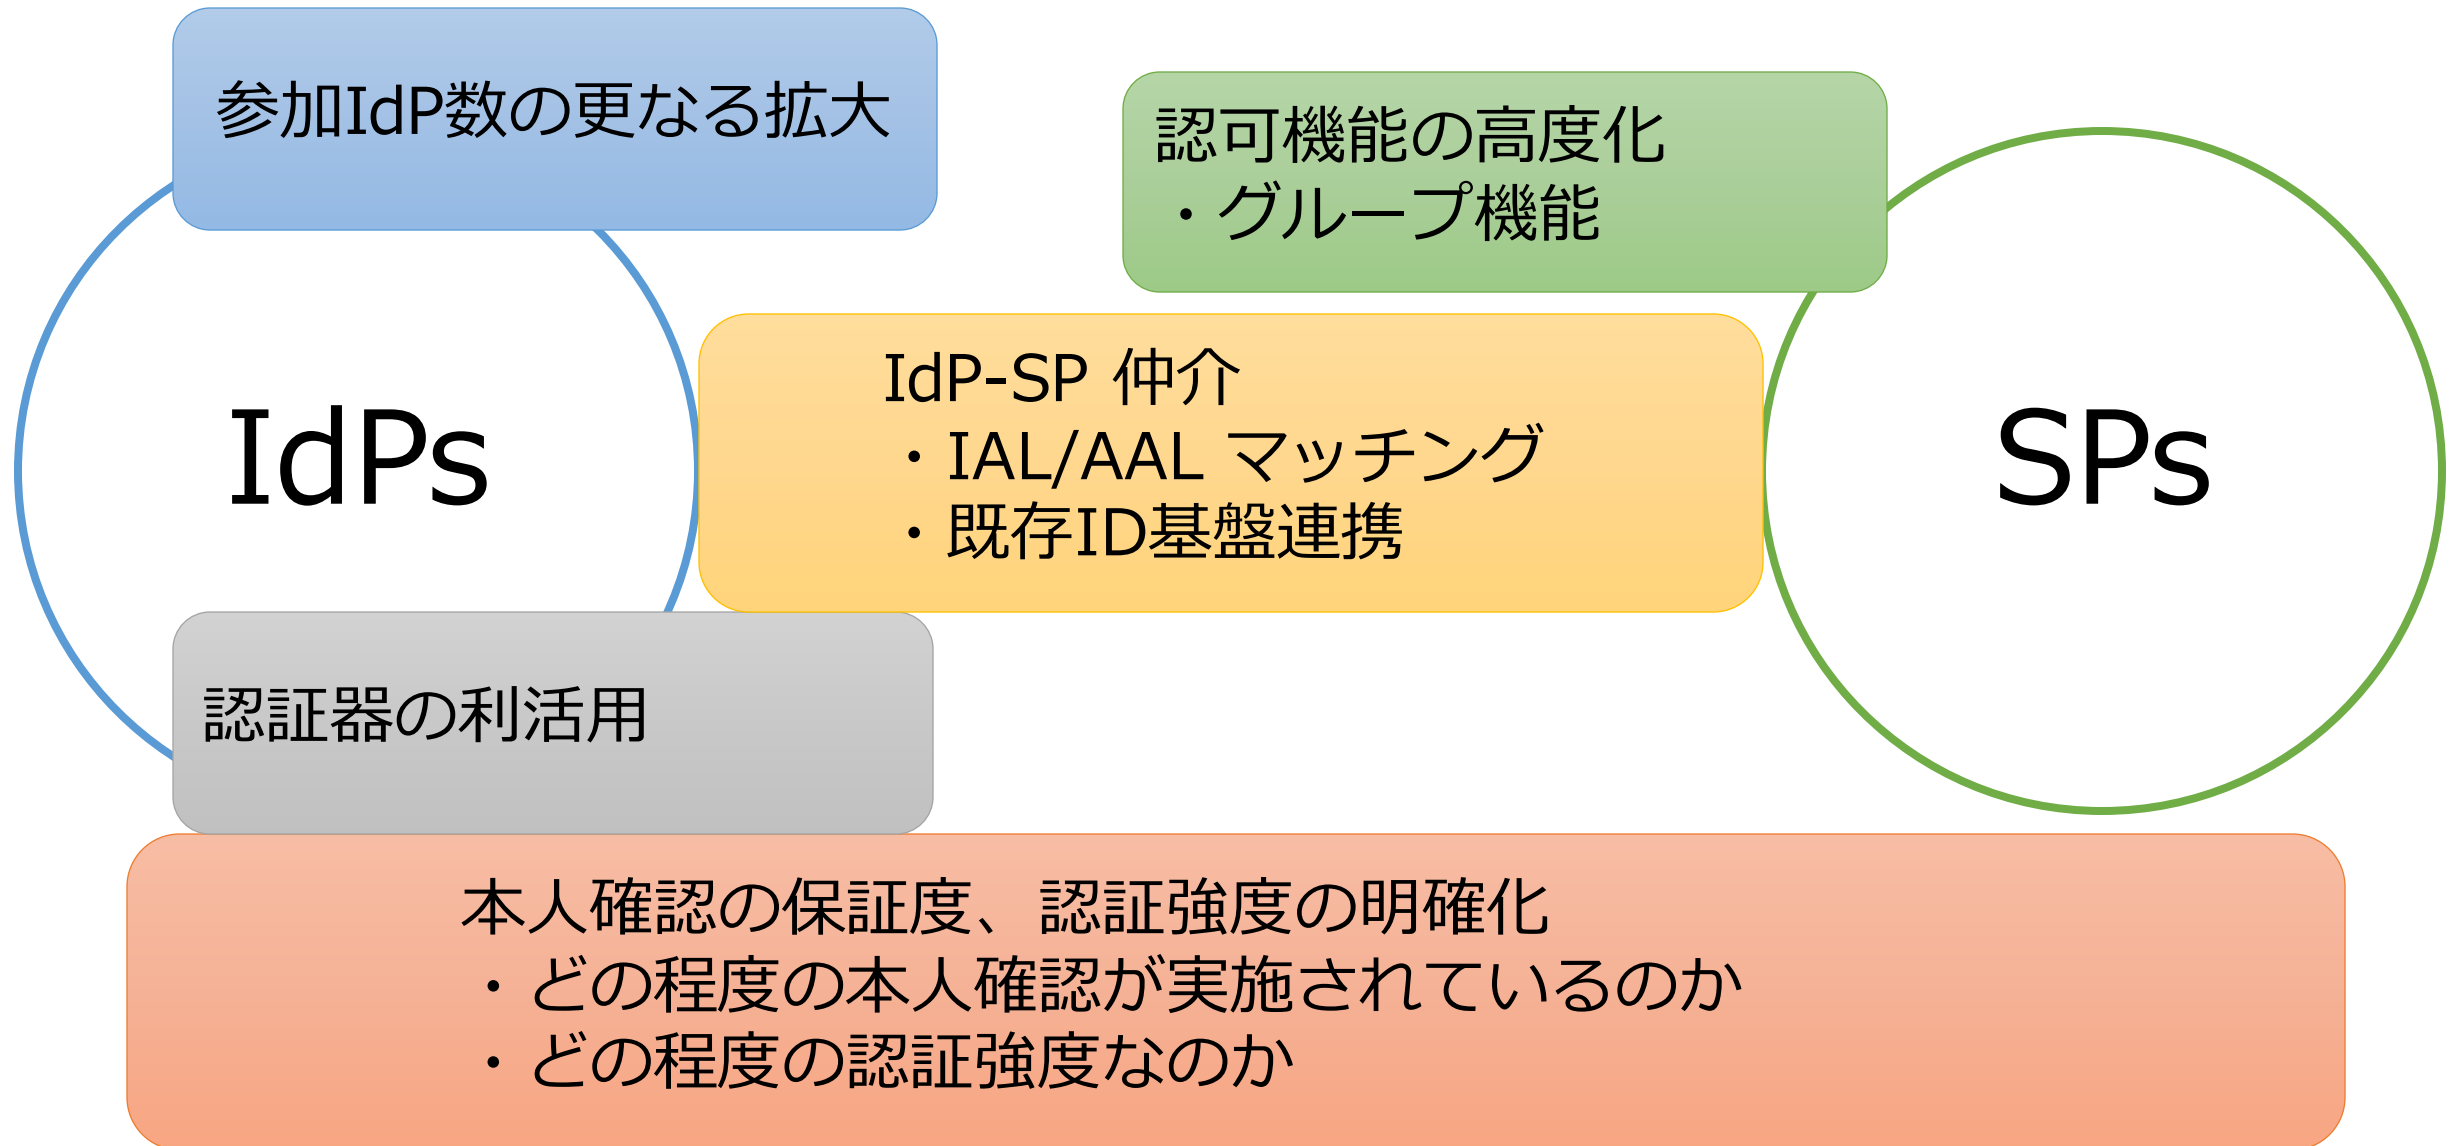 参加IdP数の更なる拡大
認可機能の高度化
・グループ機能
IdPs
IdP-SP 仲介
・IAL/AAL マッチング
・既存ID基盤連携
SPs
認証器の利活用
本人確認の保証度、認証強度の明確化
・どの程度の本人確認が実施されているのか
・どの程度の認証強度なのか